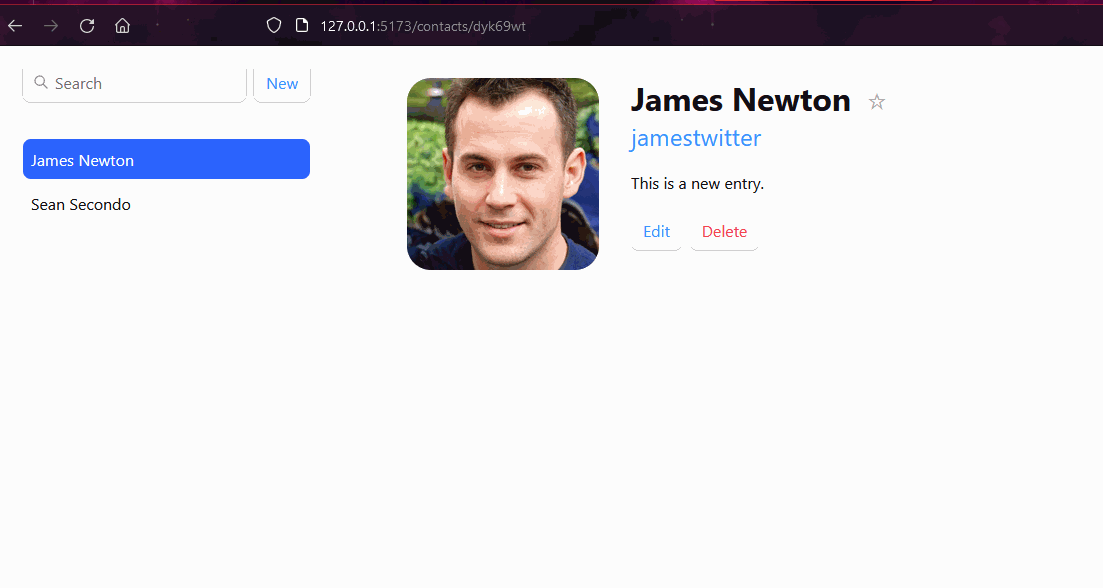 127.0.0.1:5173/contacts/dyk69wt
Search
New
James Newton
Sean Secondo
James Newton ☆
jamestwitter
This is a new entry.
Edit
Delete